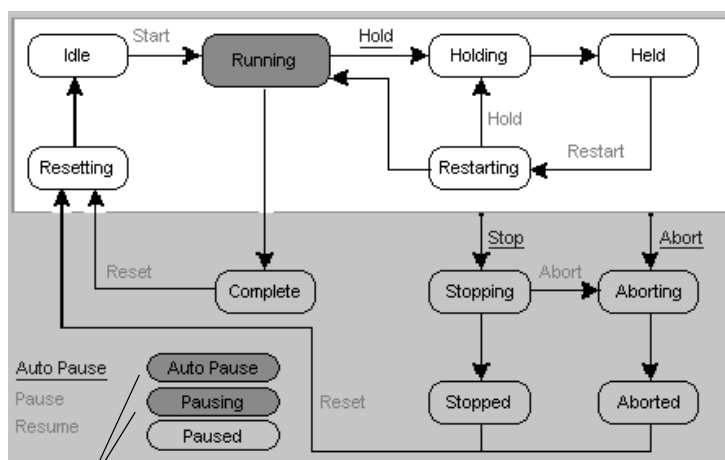 Start
Hold
Idle
Running
Holding
Held
Hold
Restart
Resetting
Restarting
Stop
Abort
Reset
Abort
Complete
Stopping
Aborting
Auto Pause
Auto Pause
Pause
Pausing
Reset
Stopped
Aborted
Resume
Paused